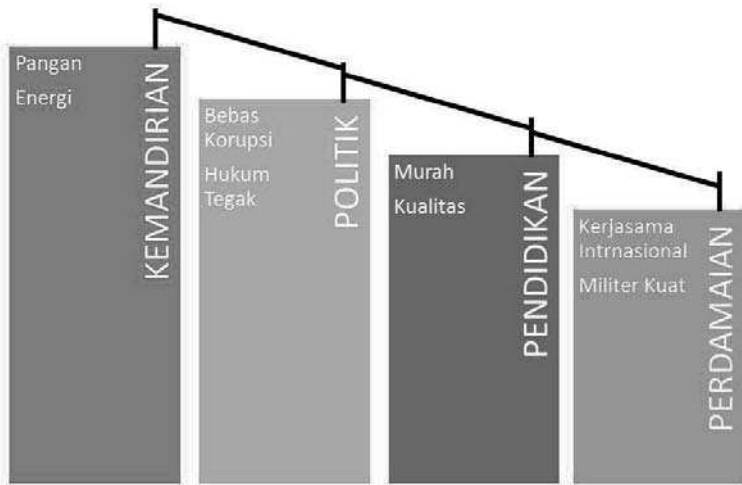 Pangan
Energi
KEMANDIRIAN
Bebas
Korupsi
Hukum
Tegak
POLITIK
Murah
Kualitas
PENDIDIKAN
Kerjasama
Intrnasional
Militer Kuat
PERDAMAIAN